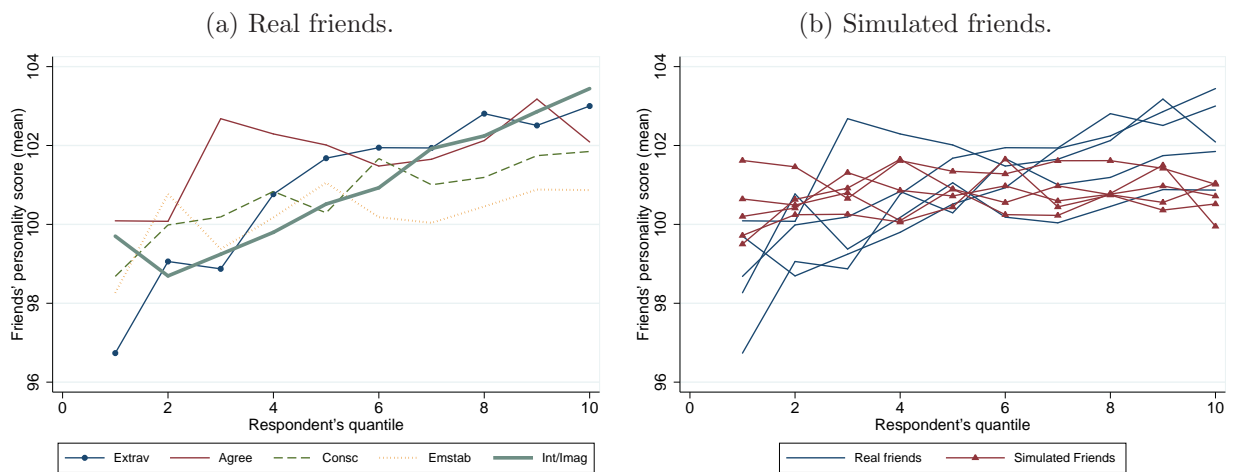 (a) Real friends.
Friends' personality score (mean)
104
102
100
98
96
0 2 4 6 8 10
Respondent's quantile
Extrav Agree Consc Emstab Int/Imag
(b) Simulated friends.
Friends' personality score (mean)
104
102
100
98
96
0 2 4 6 8 10
Respondent's quantile
Real friends Simulated Friends